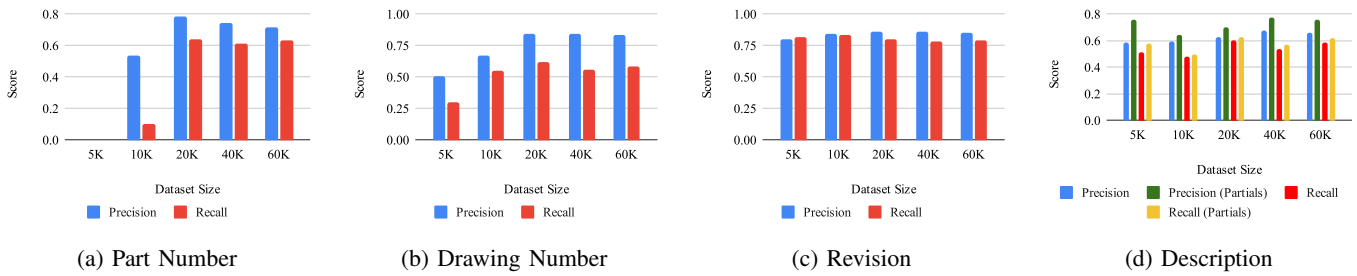 0.8
0.6
0.4
0.2
0.0
Score
5K 10K 20K 40K 60K
Dataset Size
Precision Recall
(a) Part Number
1.00
0.75
0.50
0.25
0.00
Score
5K 10K 20K 40K 60K
Dataset Size
Precision Recall
(b) Drawing Number
1.00
0.75
0.50
0.25
0.00
Score
5K 10K 20K 40K 60K
Dataset Size
Precision Recall
(c) Revision
0.8
0.6
0.4
0.2
0.0
Score
5K 10K 20K 40K 60K
Dataset Size
Precision Precision (Partials) Recall
Recall (Partials)
(d) Description